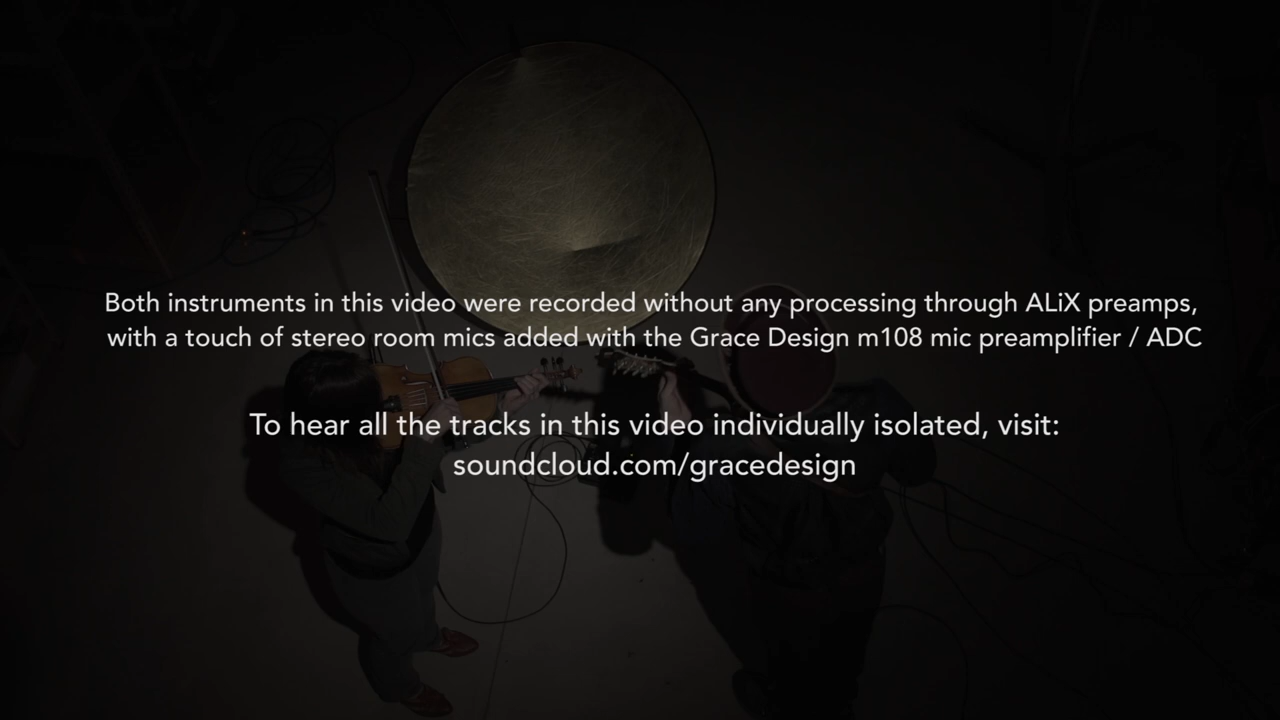 Both instruments in this video were recorded without any processing through ALiX preamps,
with a touch of stereo room mics added with the Grace Design m108 mic preamplifier / ADC
To hear all the tracks in this video individually isolated, visit:
soundcloud.com/gracedesign